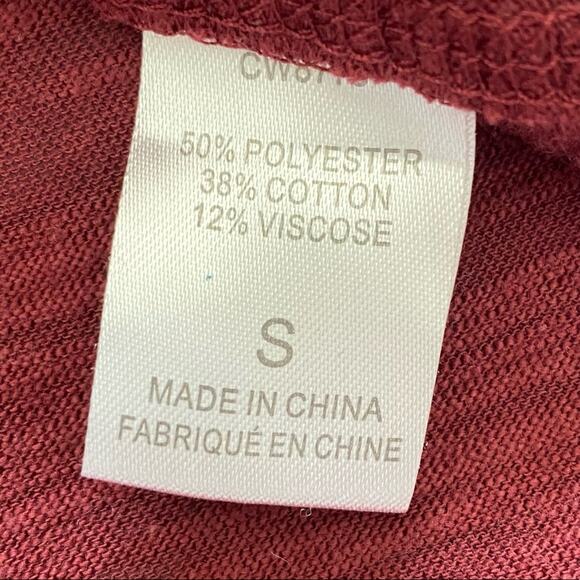 50% POLYESTER
38% COTTON
12% VISCOSE
S
MADE IN CHINA
FABRIQUÉ EN CHINE